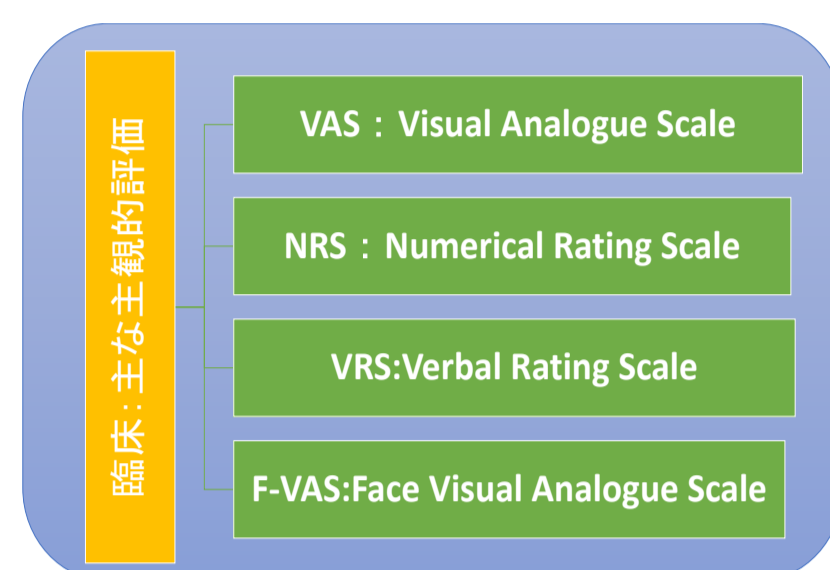 臨床：主な主観的評価
VAS：Visual Analogue Scale
NRS：Numerical Rating Scale
VRS:Verbal Rating Scale
F-VAS:Face Visual Analogue Scale